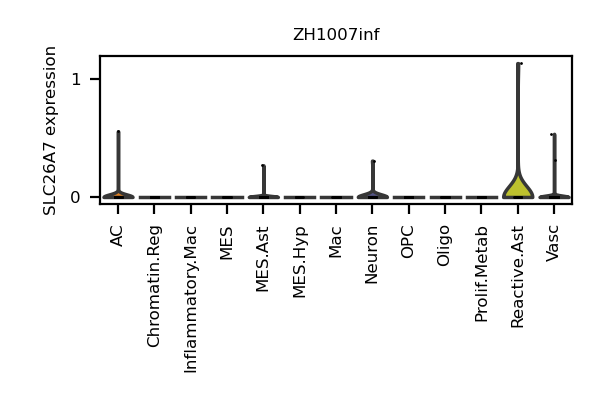 ZH1007inf
SLC26A7 expression
1
0
AC
Chromatin.Reg
Inflammatory.Mac
MES
MES.Ast
MES.Hyp
Mac
Neuron
OPC
Oligo
Prolif.Metab
Reactive.Ast
Vasc